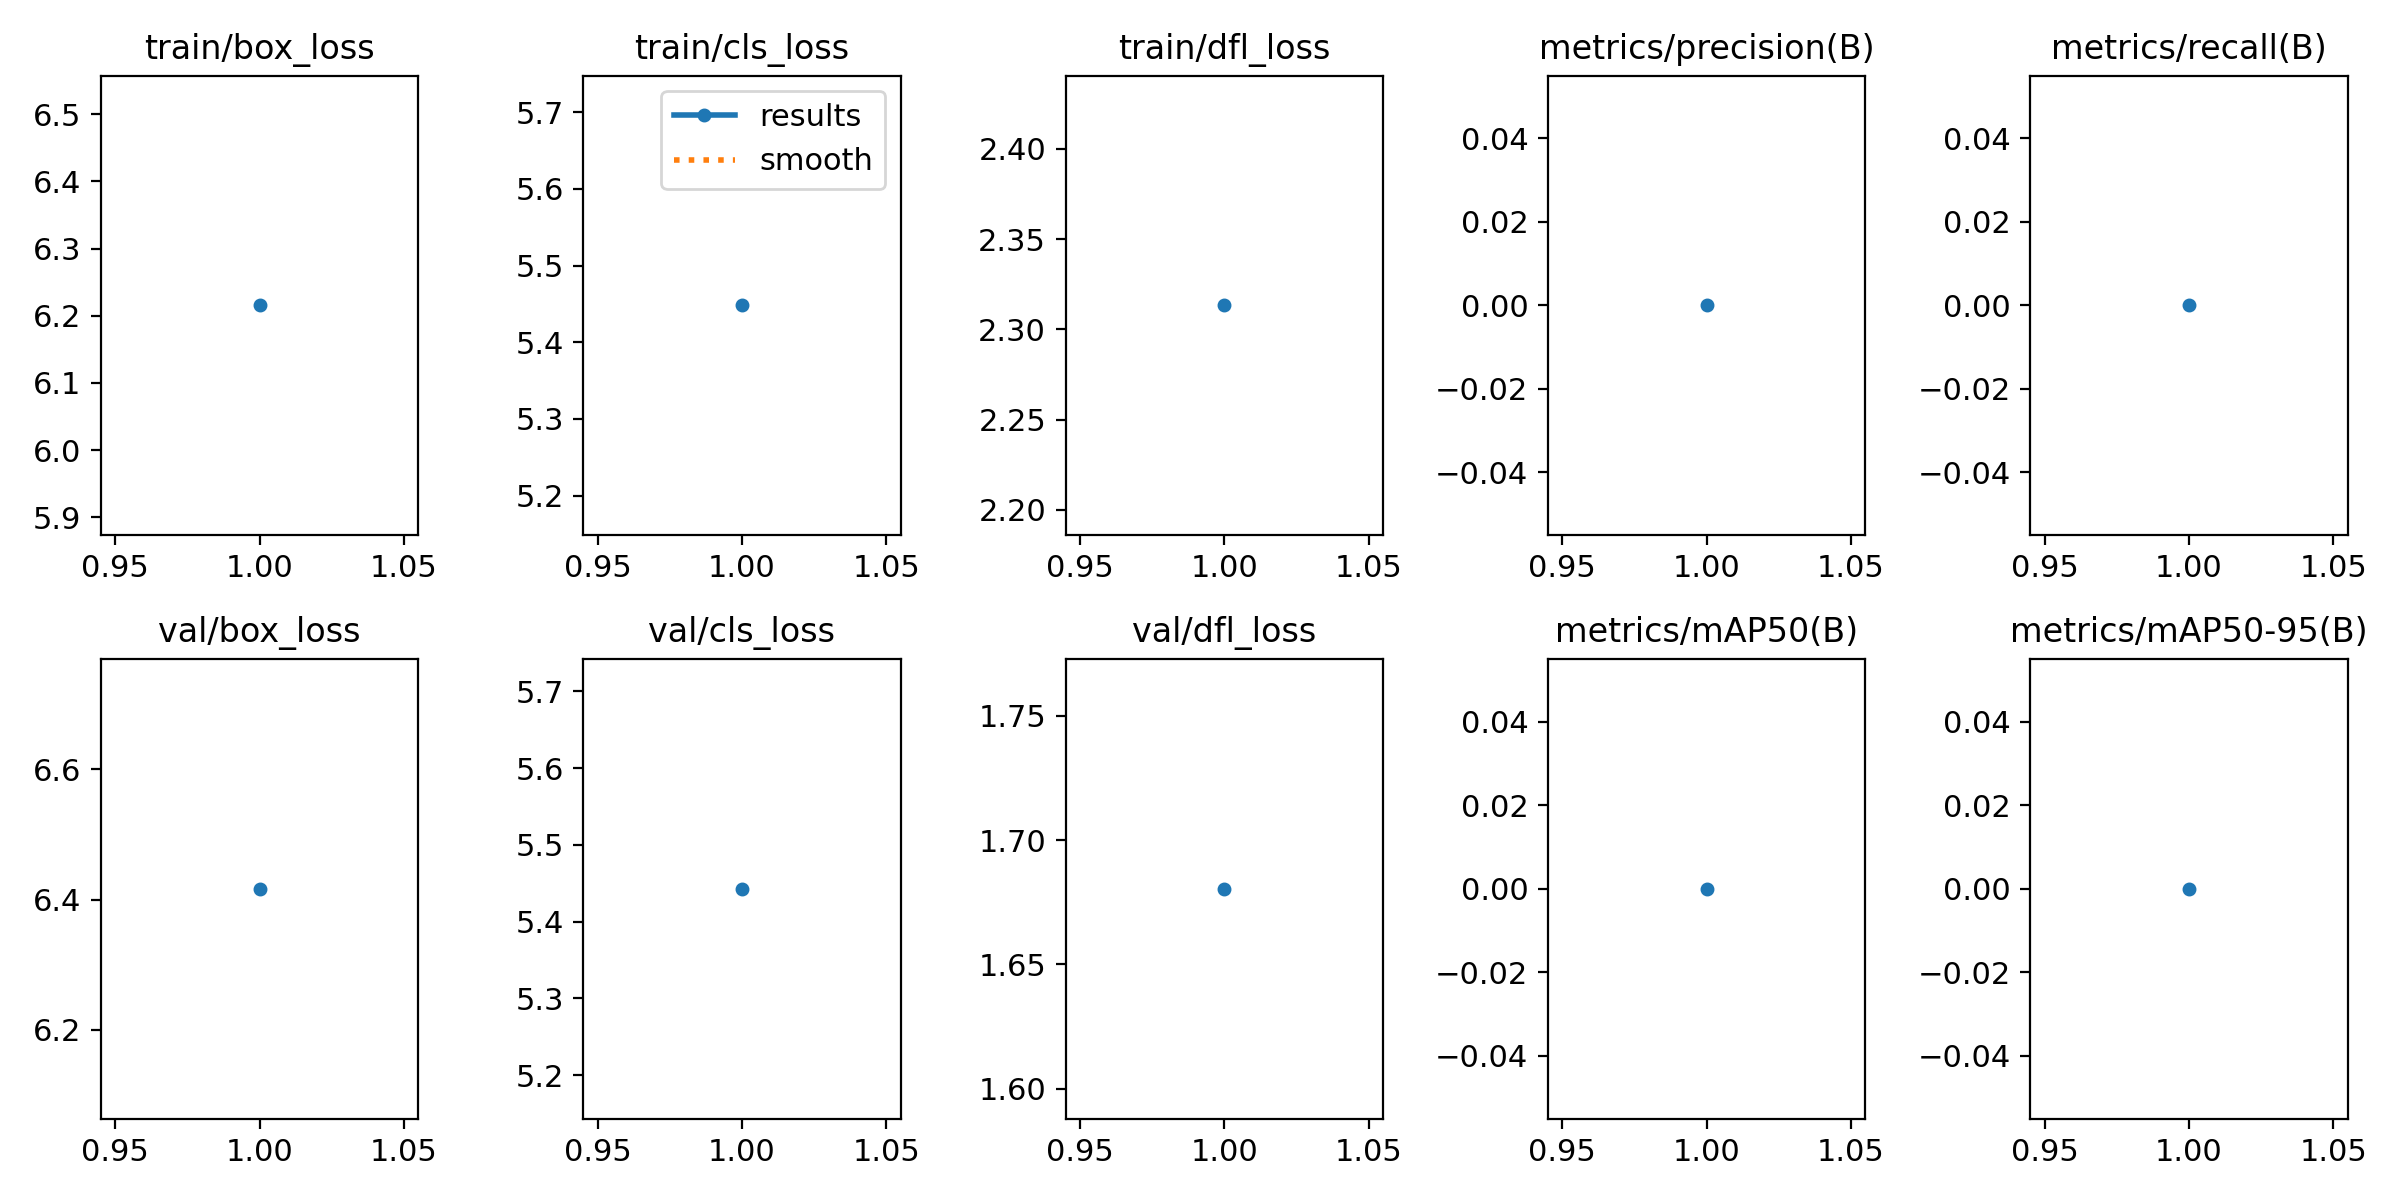 train/box_loss
6.5
6.4
6.3
6.2
6.1
6.0
5.9
0.95 1.00 1.05
train/cls_loss
results
smooth
5.7
5.6
5.5
5.4
5.3
5.2
0.95 1.00 1.05
train/dfl_loss
2.40
2.35
2.30
2.25
2.20
0.95 1.00 1.05
metrics/precision(B)
0.04
0.02
0.00
−0.02
−0.04
0.95 1.00 1.05
metrics/recall(B)
0.04
0.02
0.00
−0.02
−0.04
0.95 1.00 1.05
val/box_loss
6.6
6.4
6.2
0.95 1.00 1.05
val/cls_loss
5.7
5.6
5.5
5.4
5.3
5.2
0.95 1.00 1.05
val/dfl_loss
1.75
1.70
1.65
1.60
0.95 1.00 1.05
metrics/mAP50(B)
0.04
0.02
0.00
−0.02
−0.04
0.95 1.00 1.05
metrics/mAP50-95(B)
0.04
0.02
0.00
−0.02
−0.04
0.95 1.00 1.05